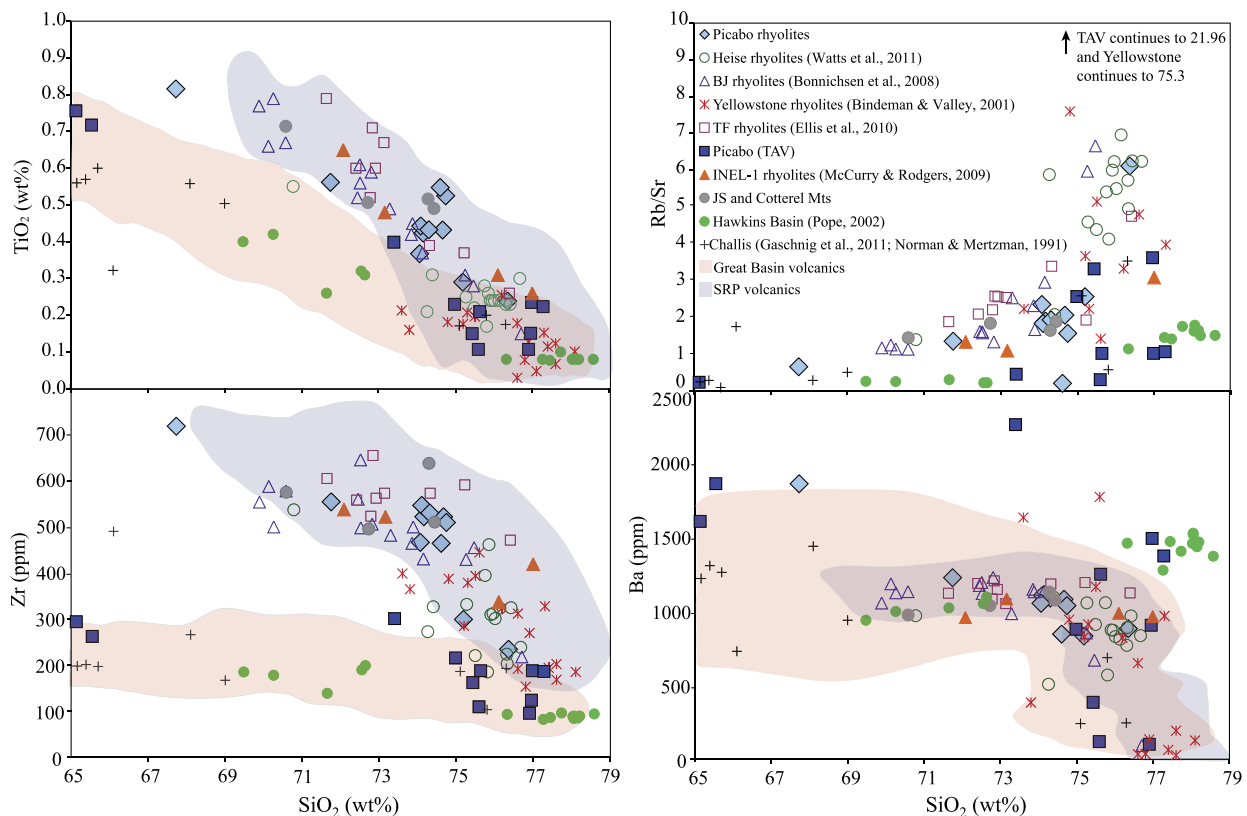 1.0
0.9
0.8
0.7
0.6
0.5
0.4
0.3
0.2
0.1
0.0
TiO2 (wt%)
700
600
500
400
300
200
100
0
Zr (ppm)
65 67 69 71 73 75 77 79
SiO2 (wt%)
10
9
8
7
6
5
4
3
2
1
0
Rb/Sr
Picabo rhyolites
Heise rhyolites (Watts et al., 2011)
BJ rhyolites (Bonnichsen et al., 2008)
Yellowstone rhyolites (Bindeman & Valley, 2001)
TF rhyolites (Ellis et al., 2010)
Picabo (TAV)
INEL-1 rhyolites (McCurry & Rodgers, 2009)
JS and Cotterel Mts
Hawkins Basin (Pope, 2002)
Challis (Gaschnig et al., 2011; Norman & Mertzman, 1991)
Great Basin volcanics
SRP volcanics
TAV continues to 21.96
and Yellowstone
continues to 75.3
2500
2000
1500
1000
500
0
Ba (ppm)
65 67 69 71 73 75 77 79
SiO2 (wt%)